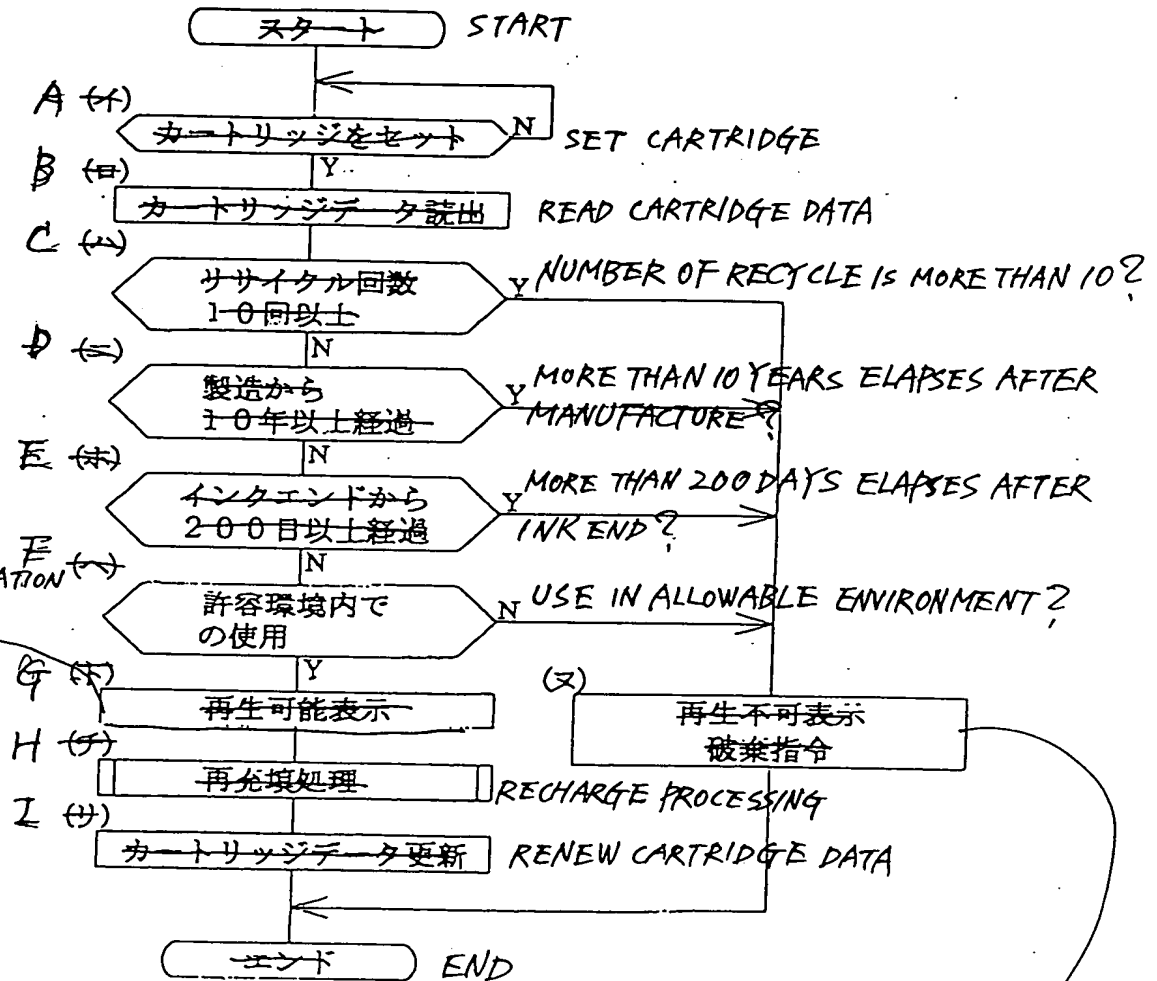 スタート START
A (イ)
カートリッジをセット N SET CARTRIDGE
B (ロ) Y
カートリッジデータ読出 READ CARTRIDGE DATA
C (ハ)
リサイクル回数 Y NUMBER OF RECYCLE IS MORE THAN 10?
10回以上
D (ニ) N
製造から Y MORE THAN 10 YEARS ELAPSES AFTER
10年以上経過 MANUFACTURE?
E (ホ) N
インクエンドから Y MORE THAN 200 DAYS ELAPSES AFTER
200日以上経過 INK END?
F (ヘ) N
許容環境内で N USE IN ALLOWABLE ENVIRONMENT?
の使用
G (ト) Y
再生可能表示
(ヌ)
再生不可表示
破棄指令
H (チ)
再充填処理 RECHARGE PROCESSING
I (リ)
カートリッジデータ更新 RENEW CARTRIDGE DATA
エンド END